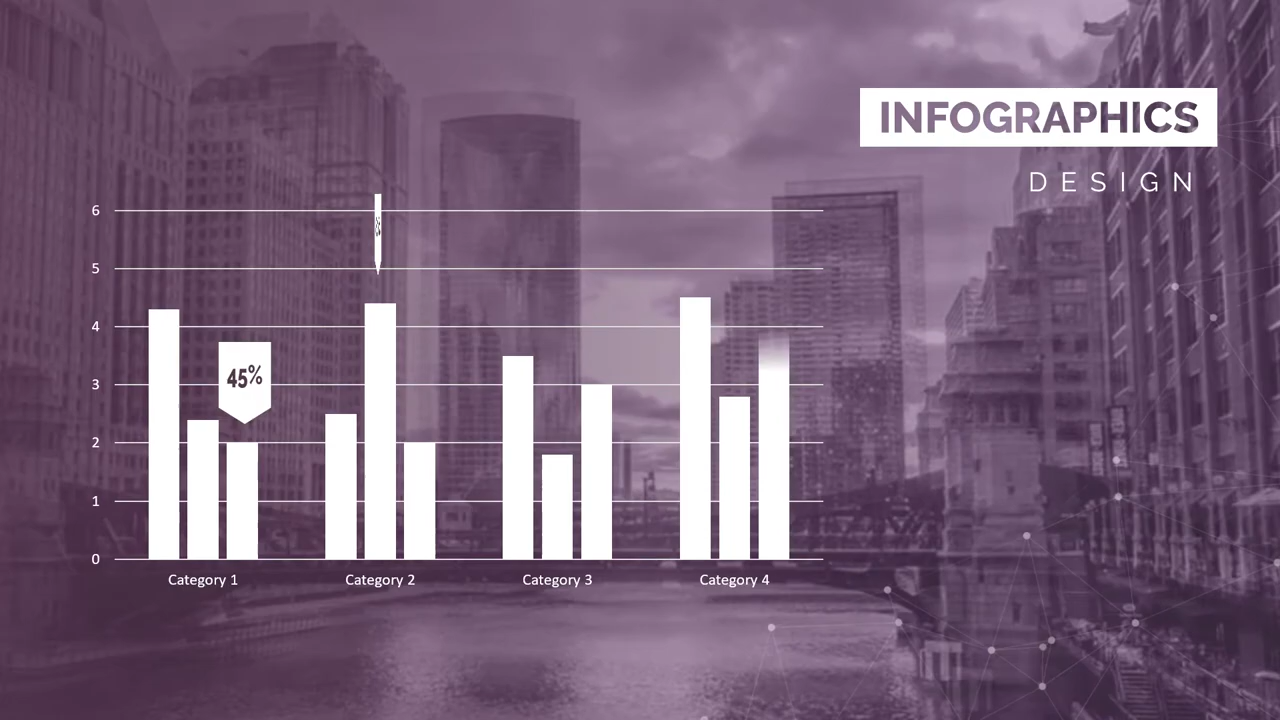 INFOGRAPHICS
DESIGN
6
5
4
3
2
1
0
45%
Category 1
Category 2
Category 3
Category 4